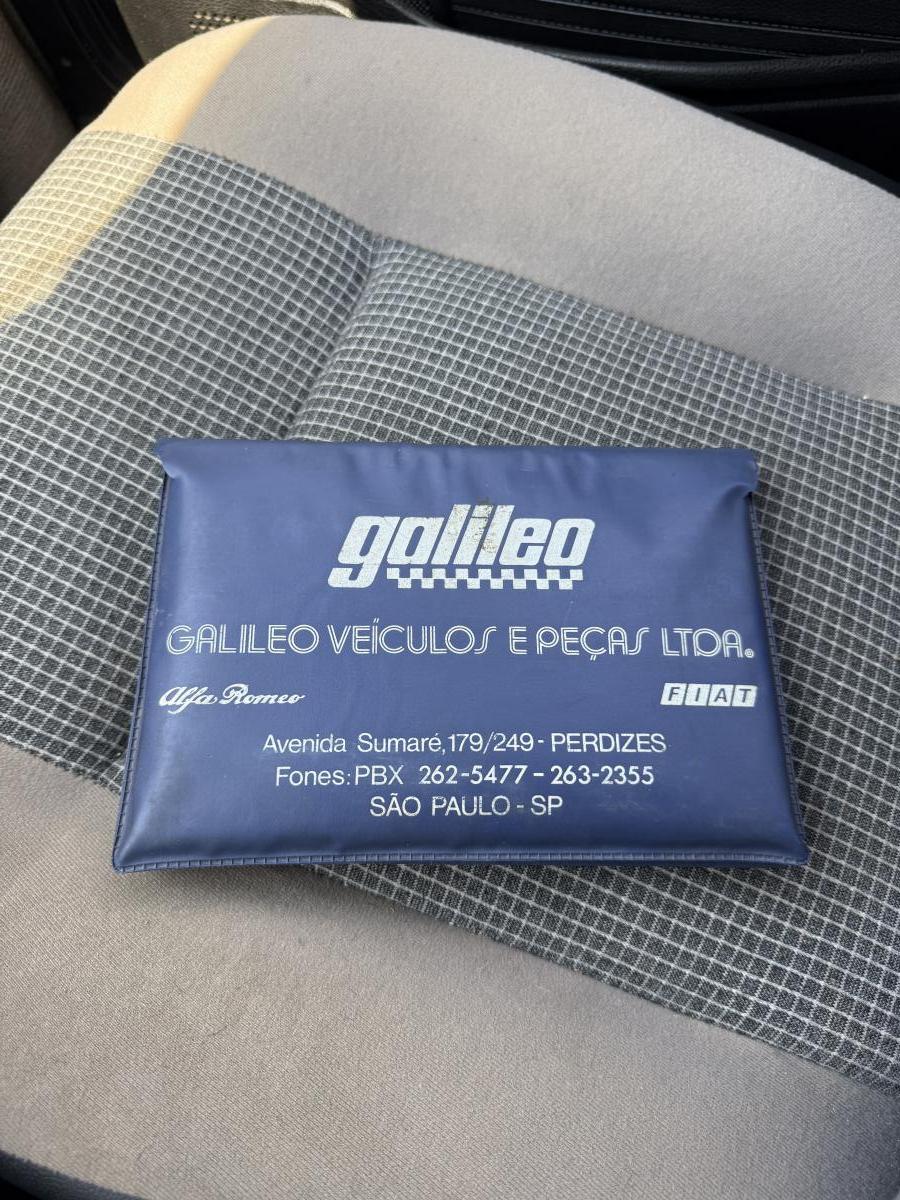 galileo
GALILEO VEÍCULOS E PEÇAS LTDA.
Alfa Romeo FIAT
Avenida Sumaré, 179/249 - PERDIZES
Fones: PBX 262-5477 - 263-2355
SÃO PAULO - SP